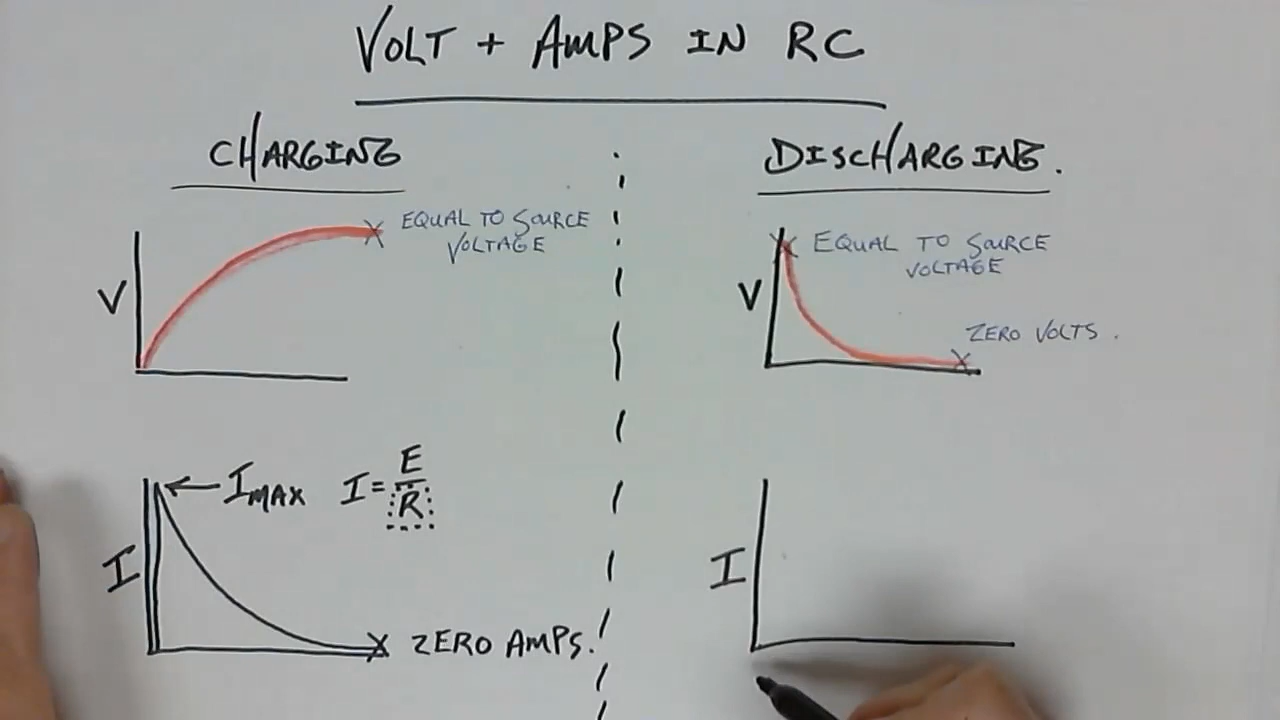 VOLT + AMPS IN RC
CHARGING
V
EQUAL TO SOURCE
VOLTAGE
I
IMAX I = E/R
ZERO AMPS.
DISCHARGING.
V
EQUAL TO SOURCE
VOLTAGE
ZERO VOLTS.
I